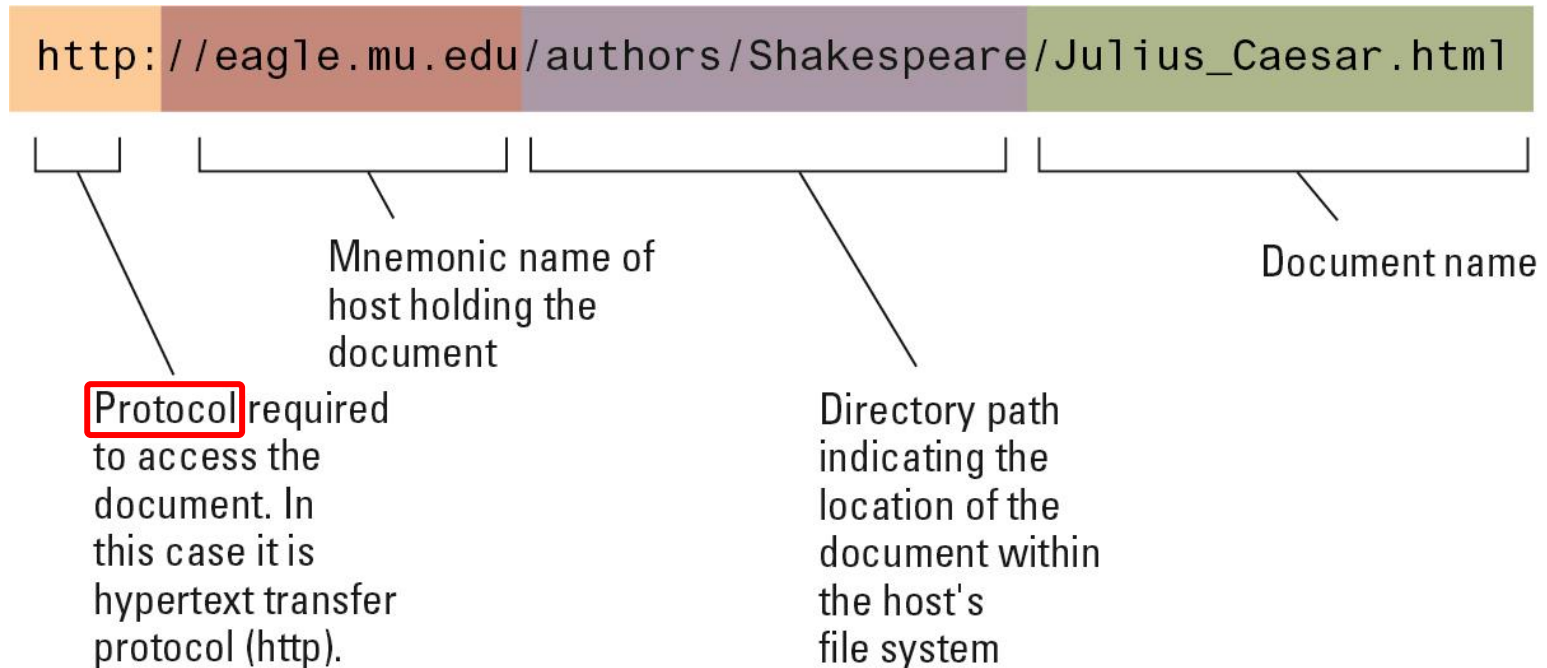 http://eagle.mu.edu/authors/Shakespeare/Julius_Caesar.html
Mnemonic name of
host holding the
document
Document name
Protocol required
to access the
document. In
this case it is
hypertext transfer
protocol (http).
Directory path
indicating the
location of the
document within
the host's
file system